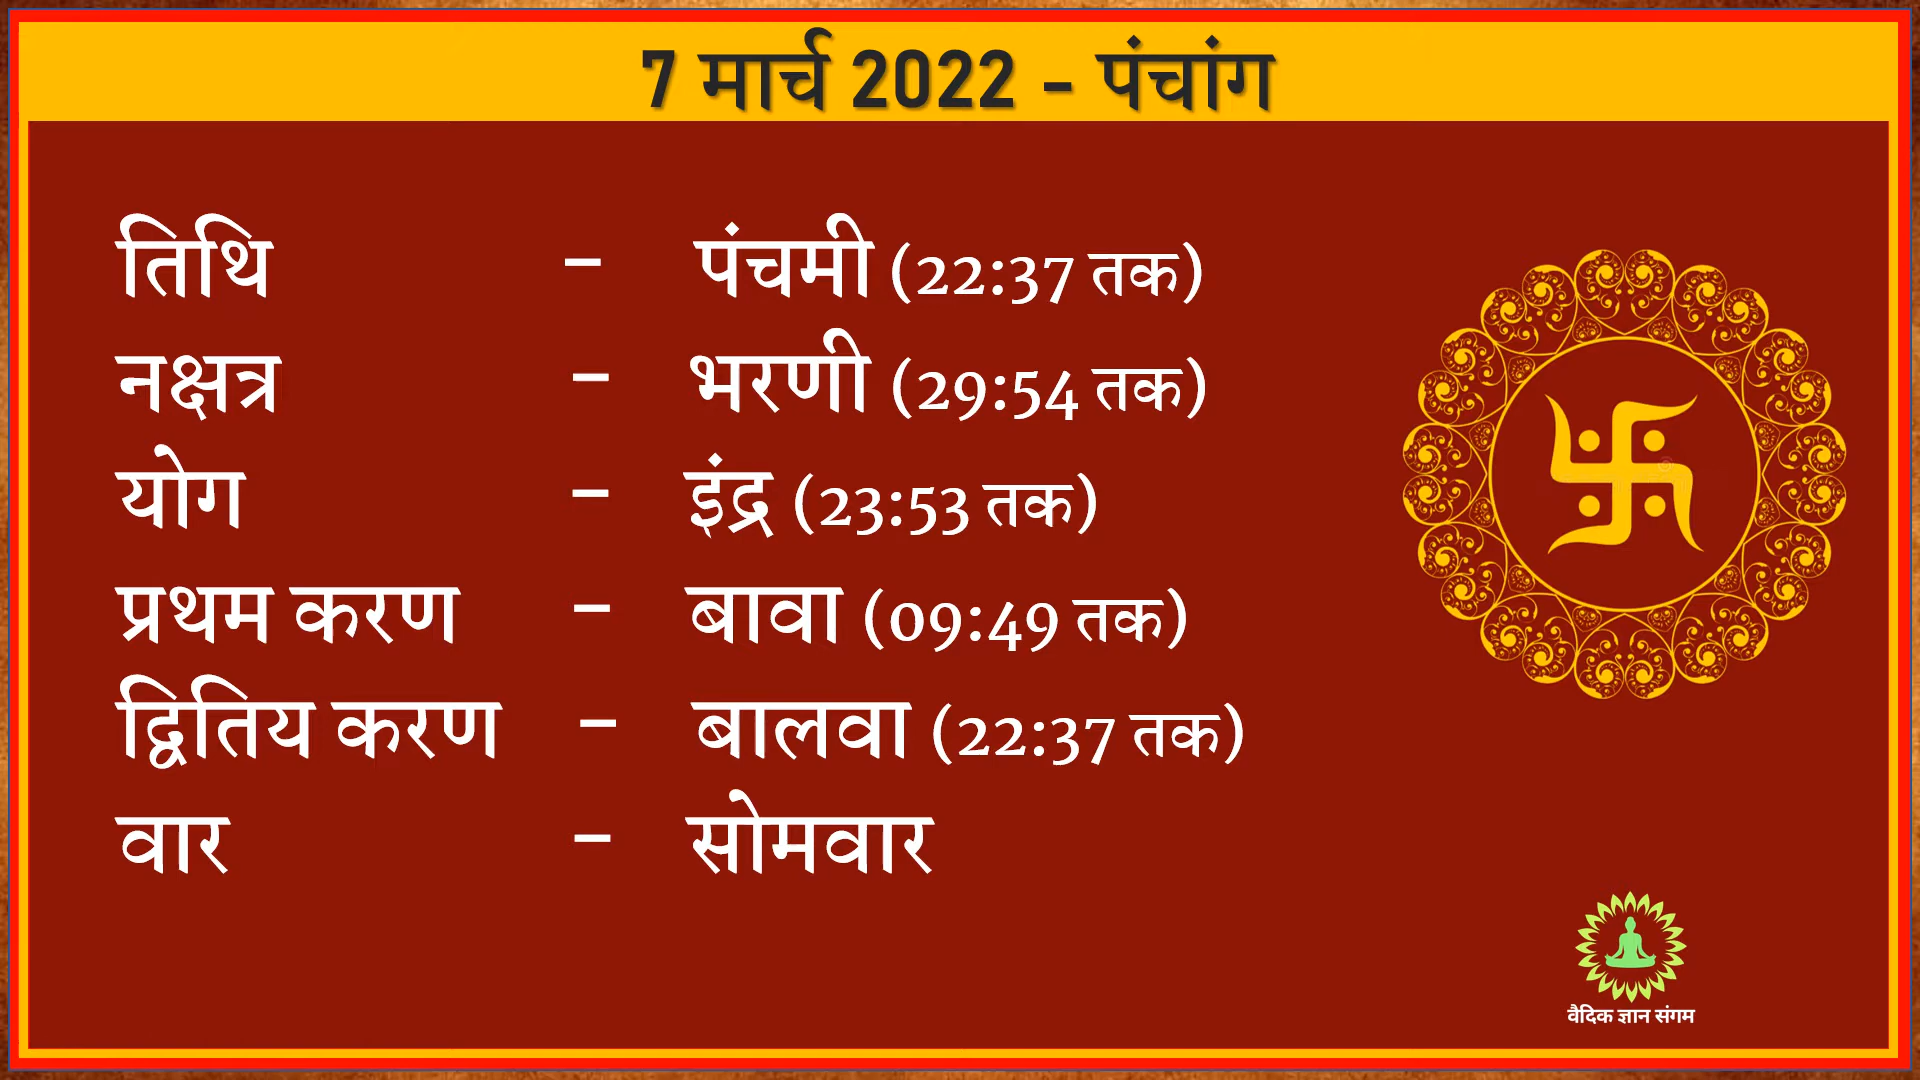 7 मार्च 2022 - पंचांग
तिथि - पंचमी (22:37 तक)
नक्षत्र - भरणी (29:54 तक)
योग - इंद्र (23:53 तक)
प्रथम करण - बावा (09:49 तक)
द्वितिय करण - बालवा (22:37 तक)
वार - सोमवार
वैदिक ज्ञान संगम